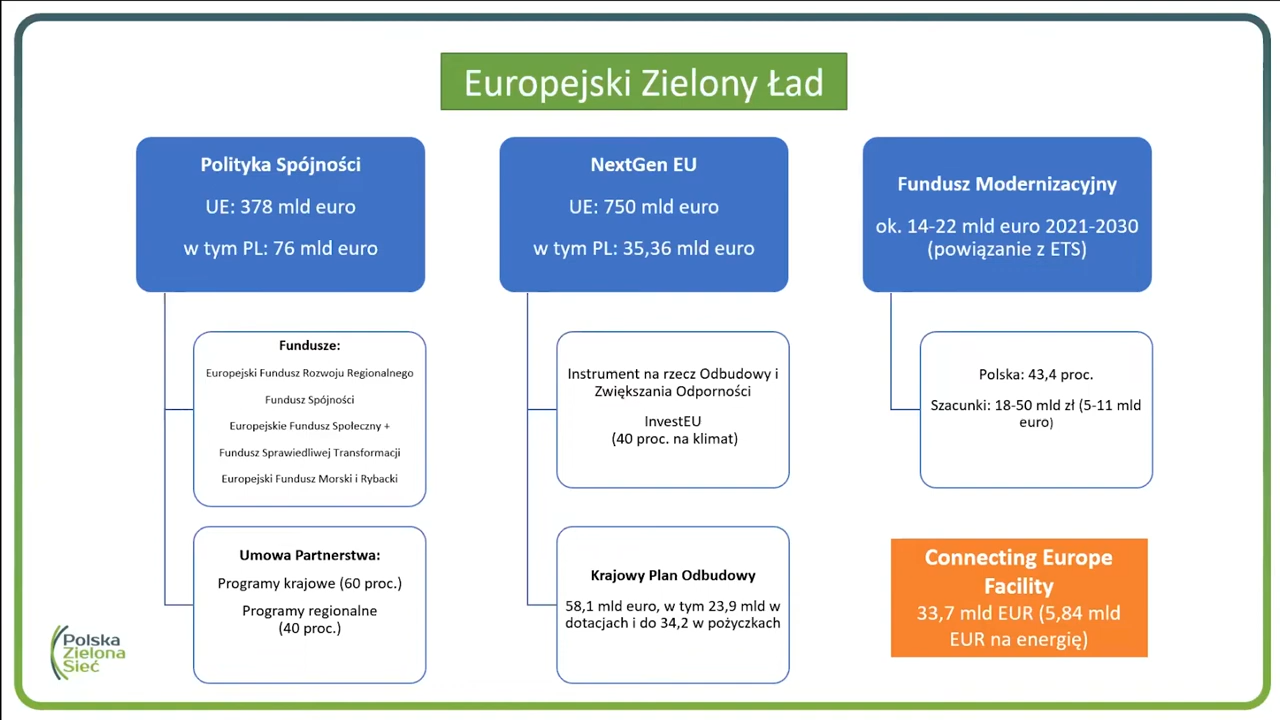 Europejski Zielony Ład
Polityka Spójności
UE: 378 mld euro
w tym PL: 76 mld euro
Fundusze:
Europejski Fundusz Rozwoju Regionalnego
Fundusz Spójności
Europejskie Fundusz Społeczny +
Fundusz Sprawiedliwej Transformacji
Europejski Fundusz Morski i Rybacki
Umowa Partnerstwa:
Programy krajowe (60 proc.)
Programy regionalne
(40 proc.)
NextGen EU
UE: 750 mld euro
w tym PL: 35,36 mld euro
Instrument na rzecz Odbudowy i
Zwiększania Odporności
InvestEU
(40 proc. na klimat)
Krajowy Plan Odbudowy
58,1 mld euro, w tym 23,9 mld w
dotacjach i do 34,2 w pożyczkach
Fundusz Modernizacyjny
ok. 14-22 mld euro 2021-2030
(powiązanie z ETS)
Polska: 43,4 proc.
Szacunki: 18-50 mld zł (5-11 mld
euro)
Connecting Europe
Facility
33,7 mld EUR (5,84 mld
EUR na energię)
Polska
Zielona
Sieć